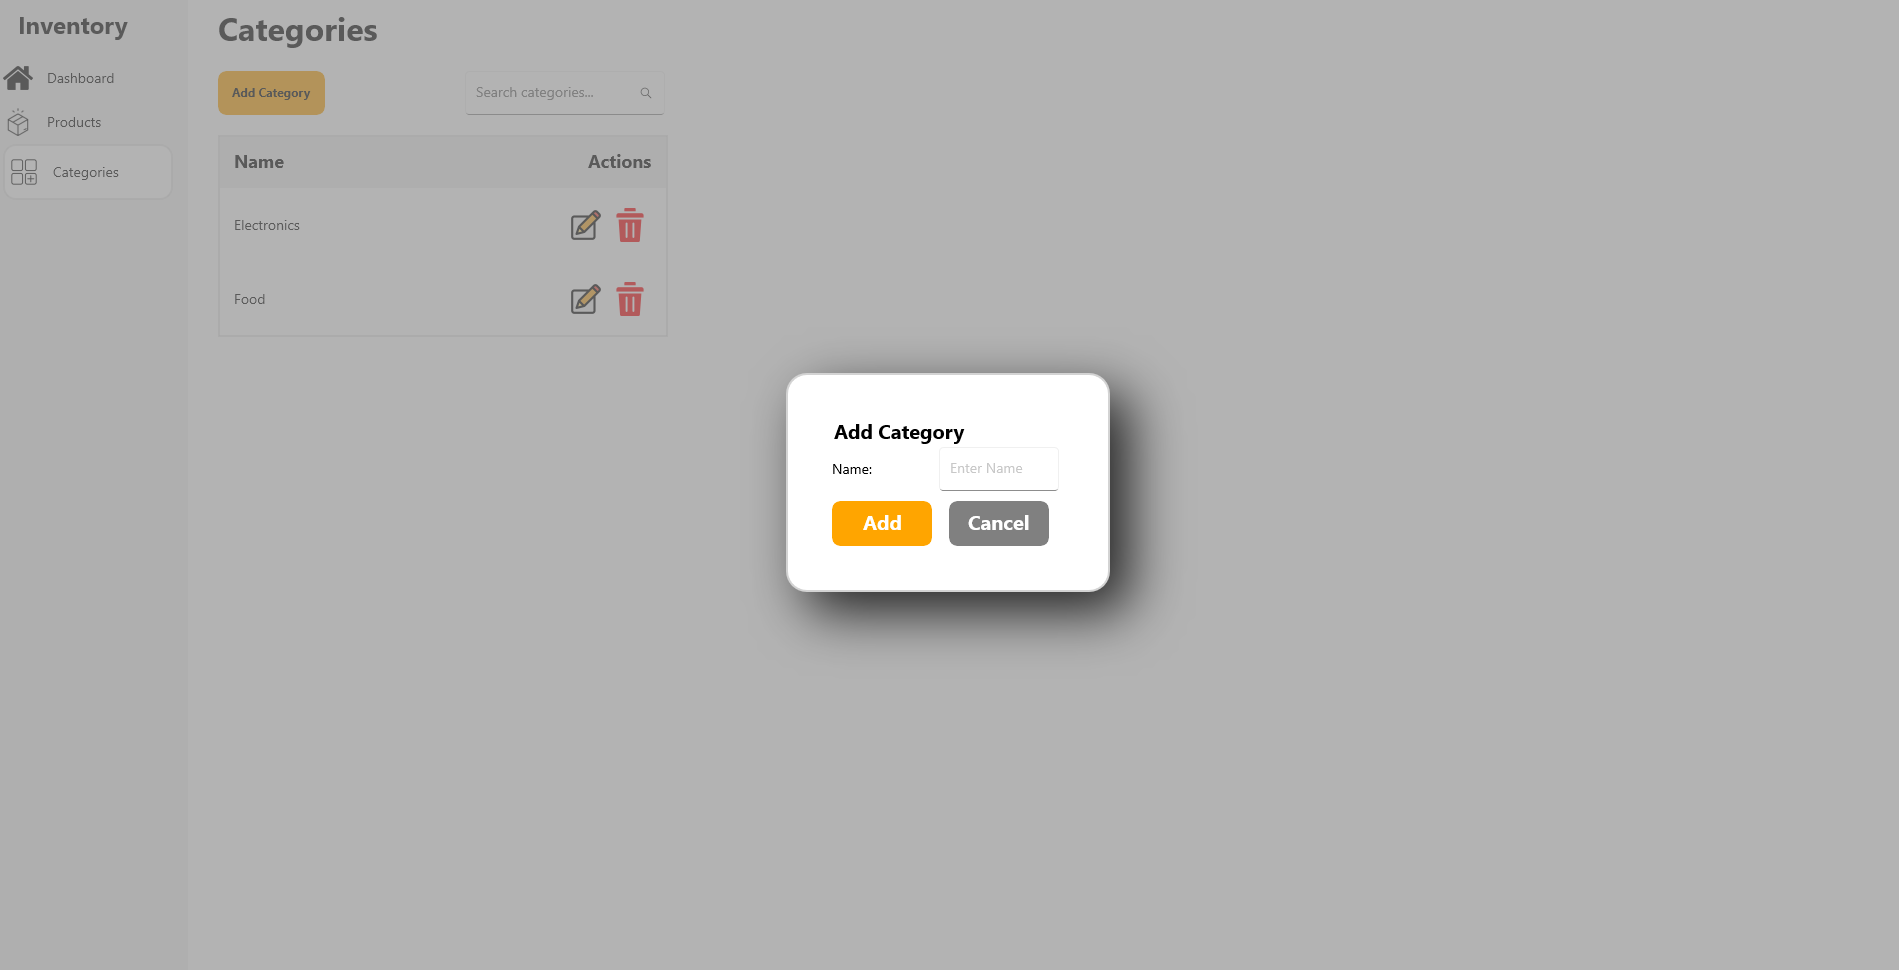 Inventory
Dashboard
Products
Categories
Categories
Add Category
Search categories...
Name Actions
Electronics
Food
Add Category
Name: Enter Name
Add Cancel